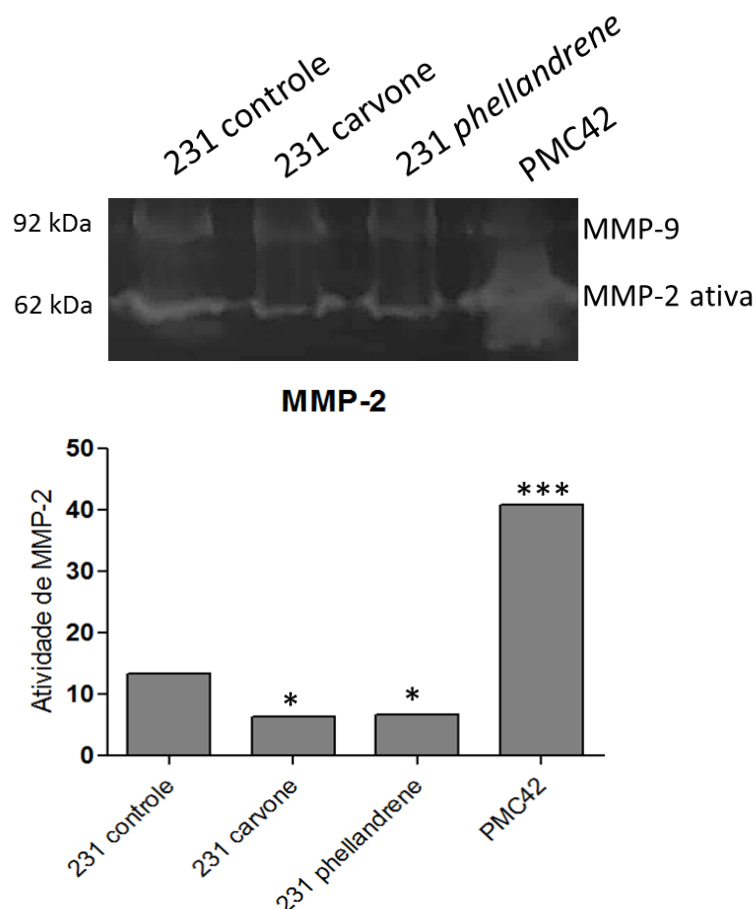 231 controle
231 carvone
231 phellandrene
PMC42
92 kDa
MMP-9
62 kDa
MMP-2 ativa
MMP-2
Atividade de MMP-2
50
40
30
20
10
0
*
*
***
231 controle
231 carvone
231 phellandrene
PMC42